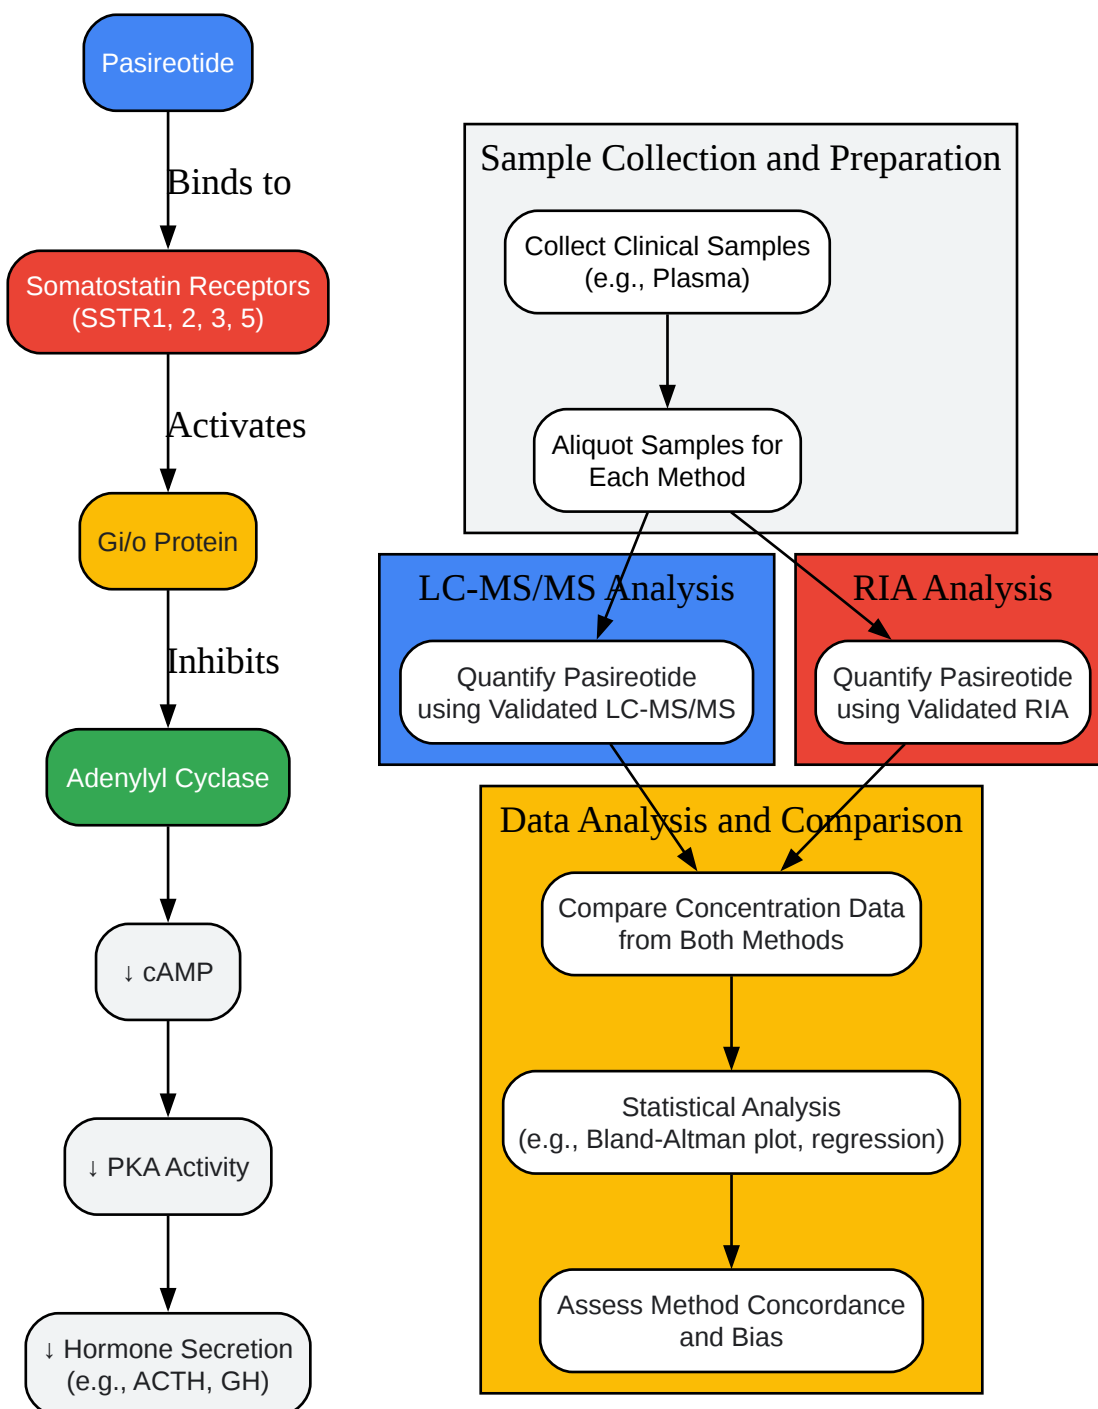 Pasireotide
Binds to
Somatostatin Receptors
(SSTR1, 2, 3, 5)
Activates
Gi/o Protein
Inhibits
Adenylyl Cyclase
↓ cAMP
↓ PKA Activity
↓ Hormone Secretion
(e.g., ACTH, GH)
Sample Collection and Preparation
Collect Clinical Samples
(e.g., Plasma)
Aliquot Samples for
Each Method
LC-MS/MS Analysis
Quantify Pasireotide
using Validated LC-MS/MS
RIA Analysis
Quantify Pasireotide
using Validated RIA
Data Analysis and Comparison
Compare Concentration Data
from Both Methods
Statistical Analysis
(e.g., Bland-Altman plot, regression)
Assess Method Concordance
and Bias